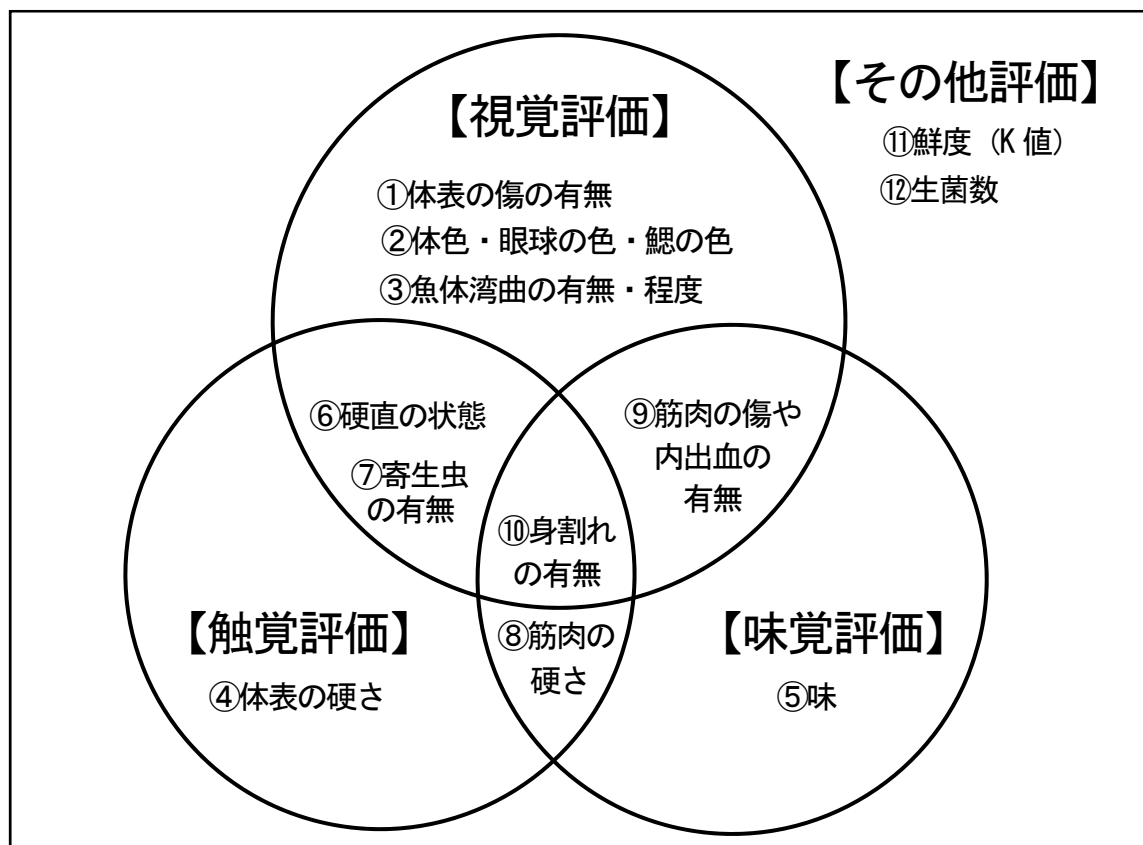 【視覚評価】
①体表の傷の有無
②体色・眼球の色・鰓の色
③魚体湾曲の有無・程度
【その他評価】
⑪鮮度（K値）
⑫生菌数
⑥硬直の状態
⑦寄生虫
の有無
⑨筋肉の傷や
内出血の
有無
⑩身割れ
の有無
【触覚評価】
④体表の硬さ
⑧筋肉の
硬さ
【味覚評価】
⑤味